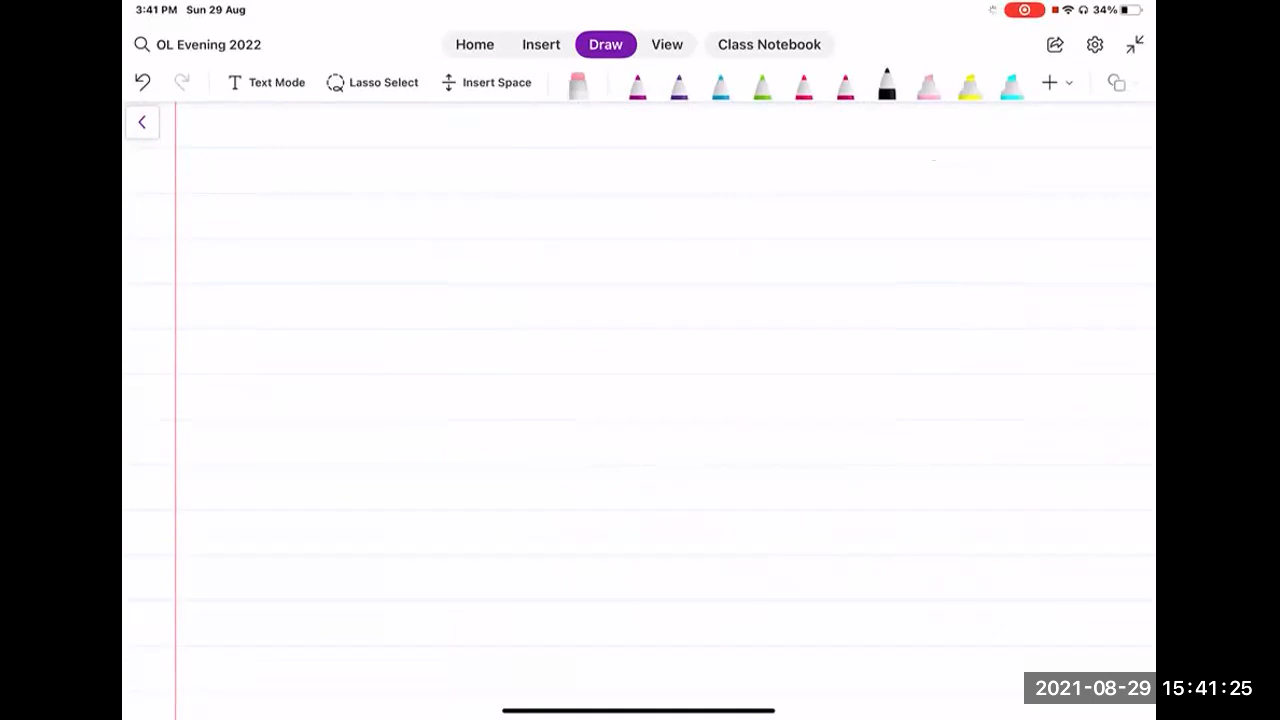 3:41 PM Sun 29 Aug 34%
OL Evening 2022 Home Insert Draw View Class Notebook
Text Mode Lasso Select Insert Space
2021-08-29 15:41:25